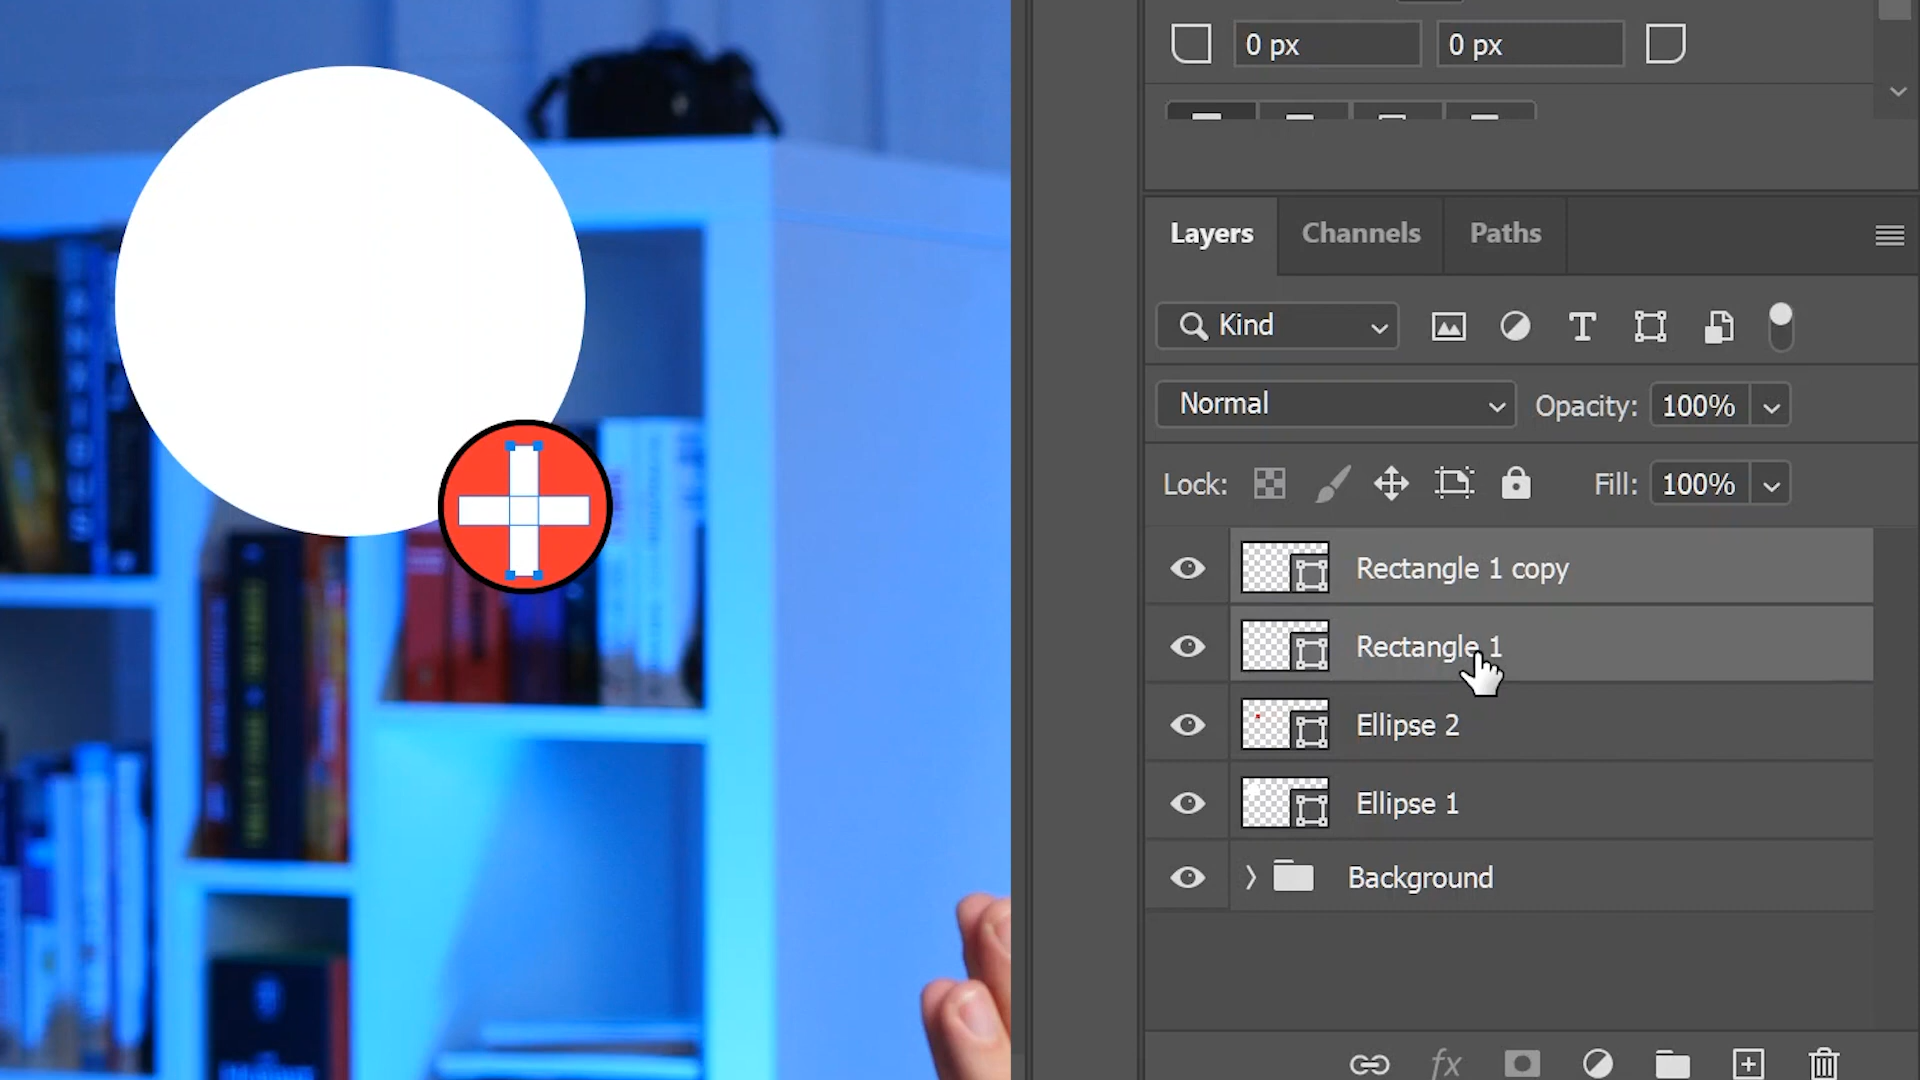 0 px
0 px
Layers
Channels
Paths
Kind
Normal
Opacity:
100%
Lock:
Fill:
100%
Rectangle 1 copy
Rectangle 1
Ellipse 2
Ellipse 1
Background
fx